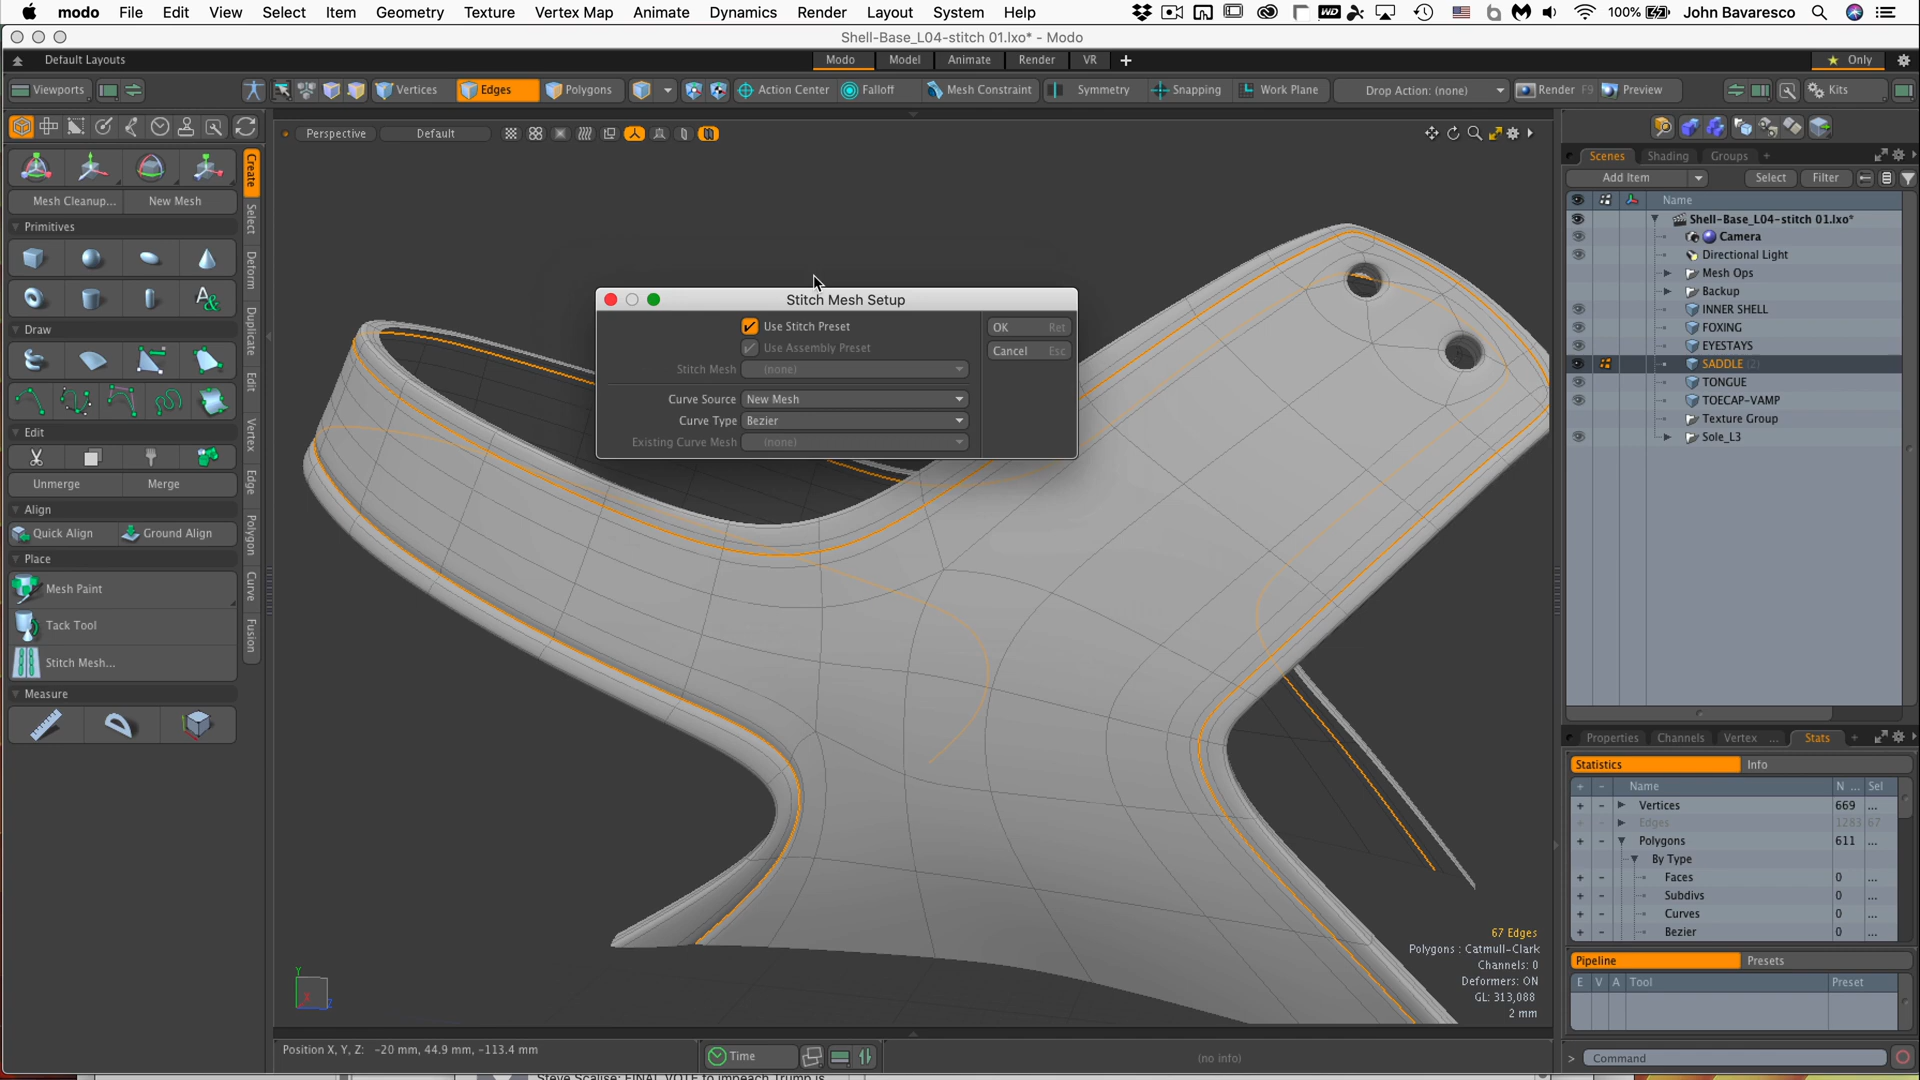 modo File Edit View Select Item Geometry Texture Vertex Map Animate Dynamics Render Layout System Help 100% John Bavaresco
Shell-Base_L04-stitch 01.lxo* - Modo
Default Layouts Modo Model Animate Render VR + Only
Viewports Vertices Edges Polygons Action Center Falloff Mesh Constraint Symmetry Snapping Work Plane Drop Action: (none) Render F9 Preview Kits
Perspective Default
Scenes Shading Groups +
Add Item Select Filter
Name
Shell-Base_L04-stitch 01.lxo*
Camera
Directional Light
Mesh Ops
Backup
INNER SHELL
FOXING
EYESTAYS
SADDLE (2)
TONGUE
TOECAP-VAMP
Texture Group
Sole_L3
Mesh Cleanup... New Mesh
Primitives
Draw
Edit
Unmerge Merge
Align
Quick Align Ground Align
Place
Mesh Paint
Tack Tool
Stitch Mesh...
Measure
Create
Select
Deform
Duplicate
Edit
Vertex
Edge
Polygon
Curve
Fusion
Stitch Mesh Setup
Use Stitch Preset
Use Assembly Preset
Stitch Mesh (none)
Curve Source New Mesh
Curve Type Bezier
Existing Curve Mesh (none)
OK Ret
Cancel Esc
67 Edges
Polygons : Catmull-Clark
Channels: 0
Deformers: ON
GL: 313,088
2 mm
Y
X
Z
Properties Channels Vertex ... Stats +
Statistics Info
+ - Name N ... Sel
+ - Vertices 669 ...
+ - Edges 1283 67
+ - Polygons 611 ...
By Type
+ - Faces 0 ...
+ - Subdivs 0 ...
+ - Curves 0 ...
+ - Bezier 0 ...
Pipeline Presets
E V A Tool Preset
Position X, Y, Z: -20 mm, 44.9 mm, -113.4 mm Time (no info) > Command